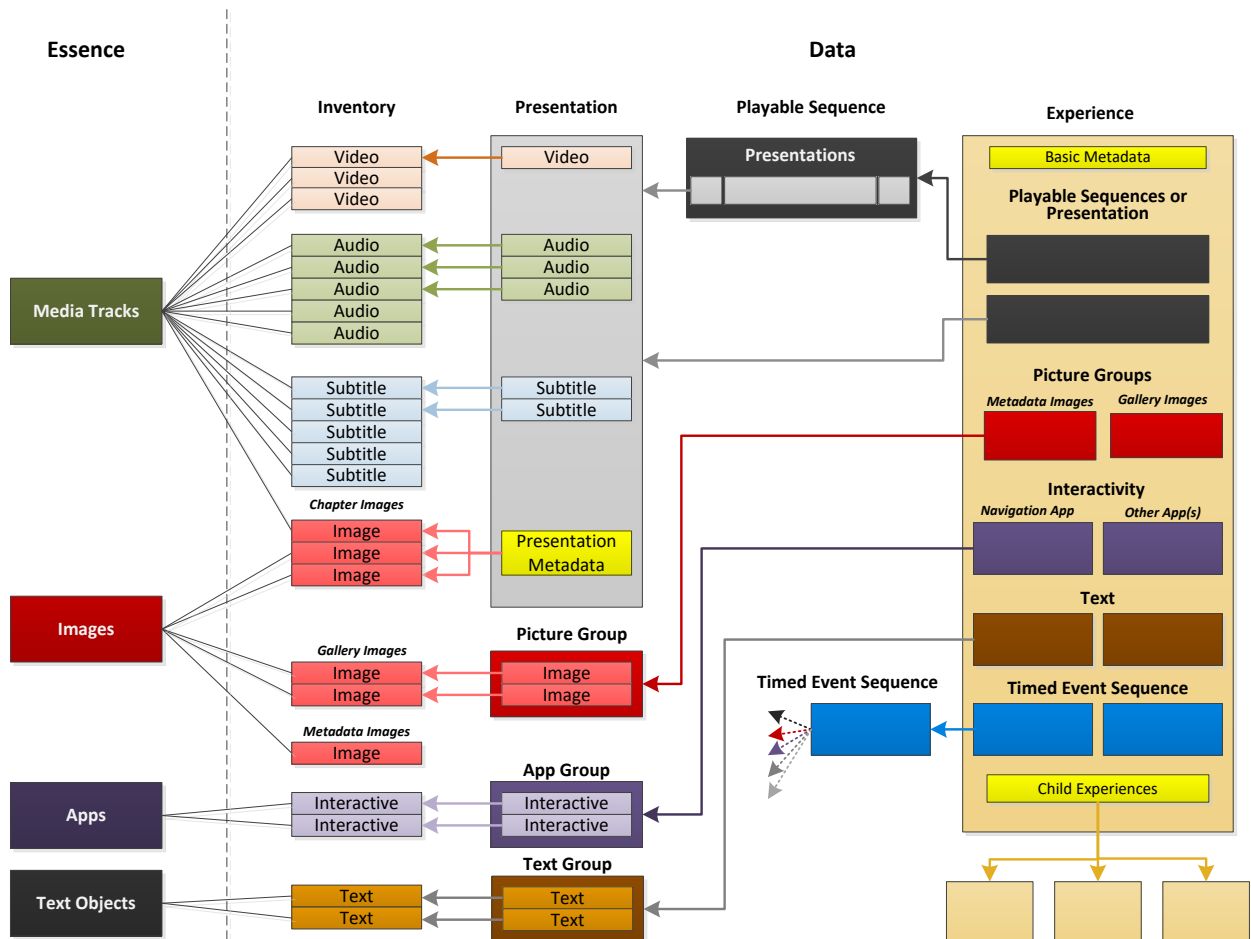 Essence
Data
Inventory
Presentation
Playable Sequence
Experience
Video
Video
Video
Video
Presentations
Basic Metadata
Playable Sequences or
Presentation
Audio
Audio
Audio
Audio
Audio
Audio
Audio
Audio
Media Tracks
Subtitle
Subtitle
Subtitle
Subtitle
Subtitle
Subtitle
Subtitle
Picture Groups
Metadata Images
Gallery Images
Chapter Images
Image
Image
Image
Presentation
Metadata
Interactivity
Navigation App
Other App(s)
Images
Text
Gallery Images
Image
Image
Picture Group
Image
Image
Timed Event Sequence
Timed Event Sequence
Metadata Images
Image
App Group
Child Experiences
Apps
Interactive
Interactive
Interactive
Interactive
Text Group
Text Objects
Text
Text
Text
Text